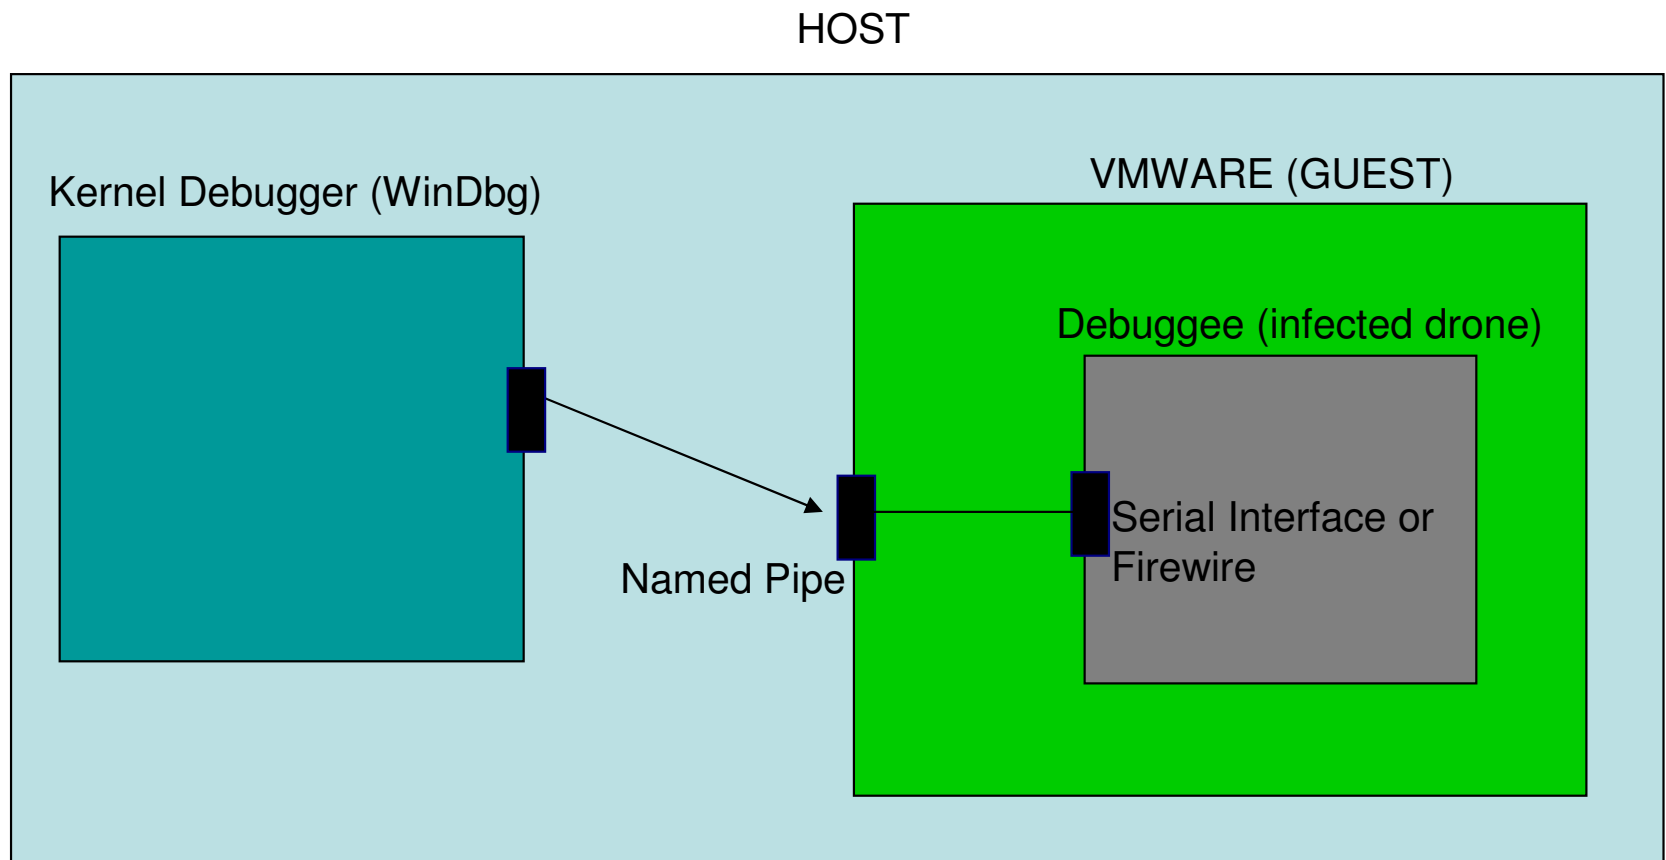 HOST
Kernel Debugger (WinDbg)
VMWARE (GUEST)
Debuggee (infected drone)
Serial Interface or
Firewire
Named Pipe